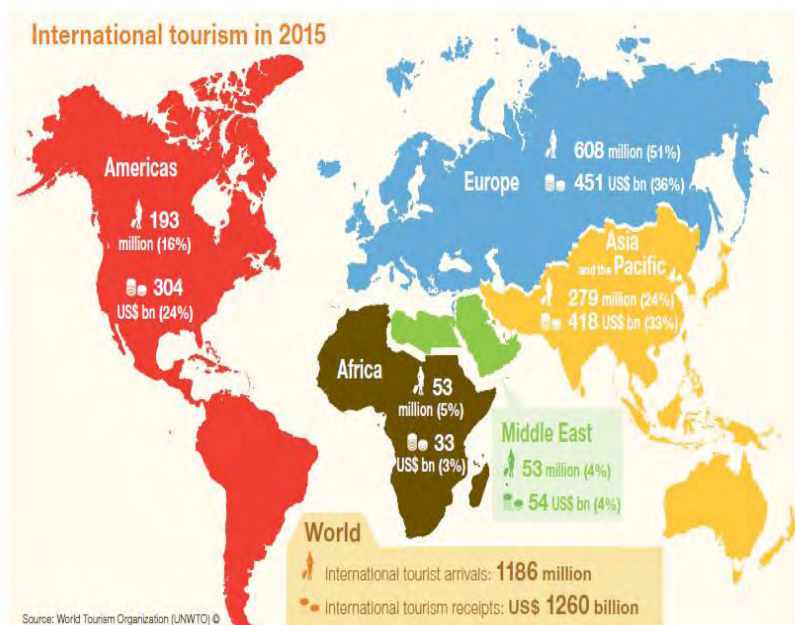 International tourism in 2015
Americas
193
million (16%)
304
US$ bn (24%)
Europe
608 million (51%)
451 US$ bn (36%)
Asia
and the Pacific
279 million (24%)
418 US$ bn (33%)
Africa
53
million (5%)
33
US$ bn (3%)
Middle East
53 million (4%)
54 US$ bn (4%)
World
International tourist arrivals: 1186 million
International tourism receipts: US$ 1260 billion
Source: World Tourism Organization (UNWTO) ©